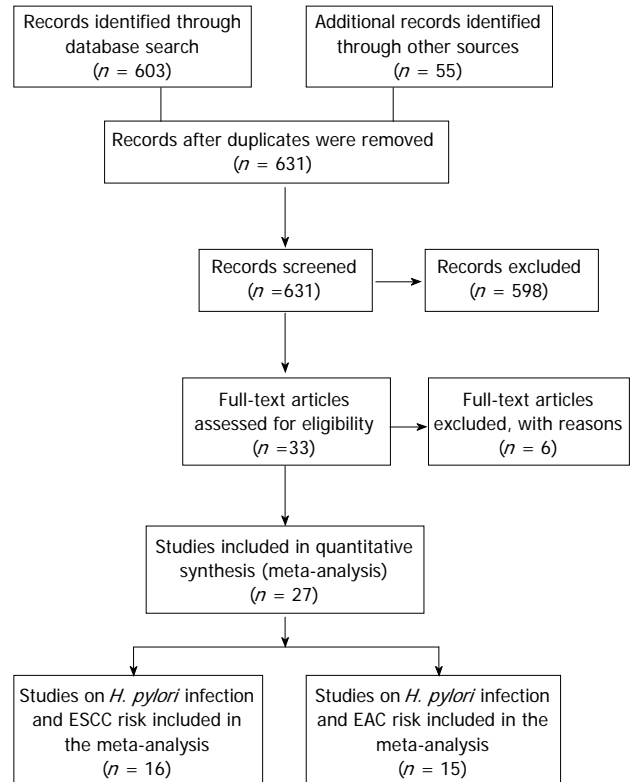 Records identified through
database search
(n = 603)
Additional records identified
through other sources
(n = 55)
Records after duplicates were removed
(n = 631)
Records screened
(n =631)
Records excluded
(n = 598)
Full-text articles
assessed for eligibility
(n =33)
Full-text articles
excluded, with reasons
(n = 6)
Studies included in quantitative
synthesis (meta-analysis)
(n = 27)
Studies on H. pylori infection
and ESCC risk included in
the meta-analysis
(n = 16)
Studies on H. pylori infection
and EAC risk included in the
meta-analysis
(n = 15)